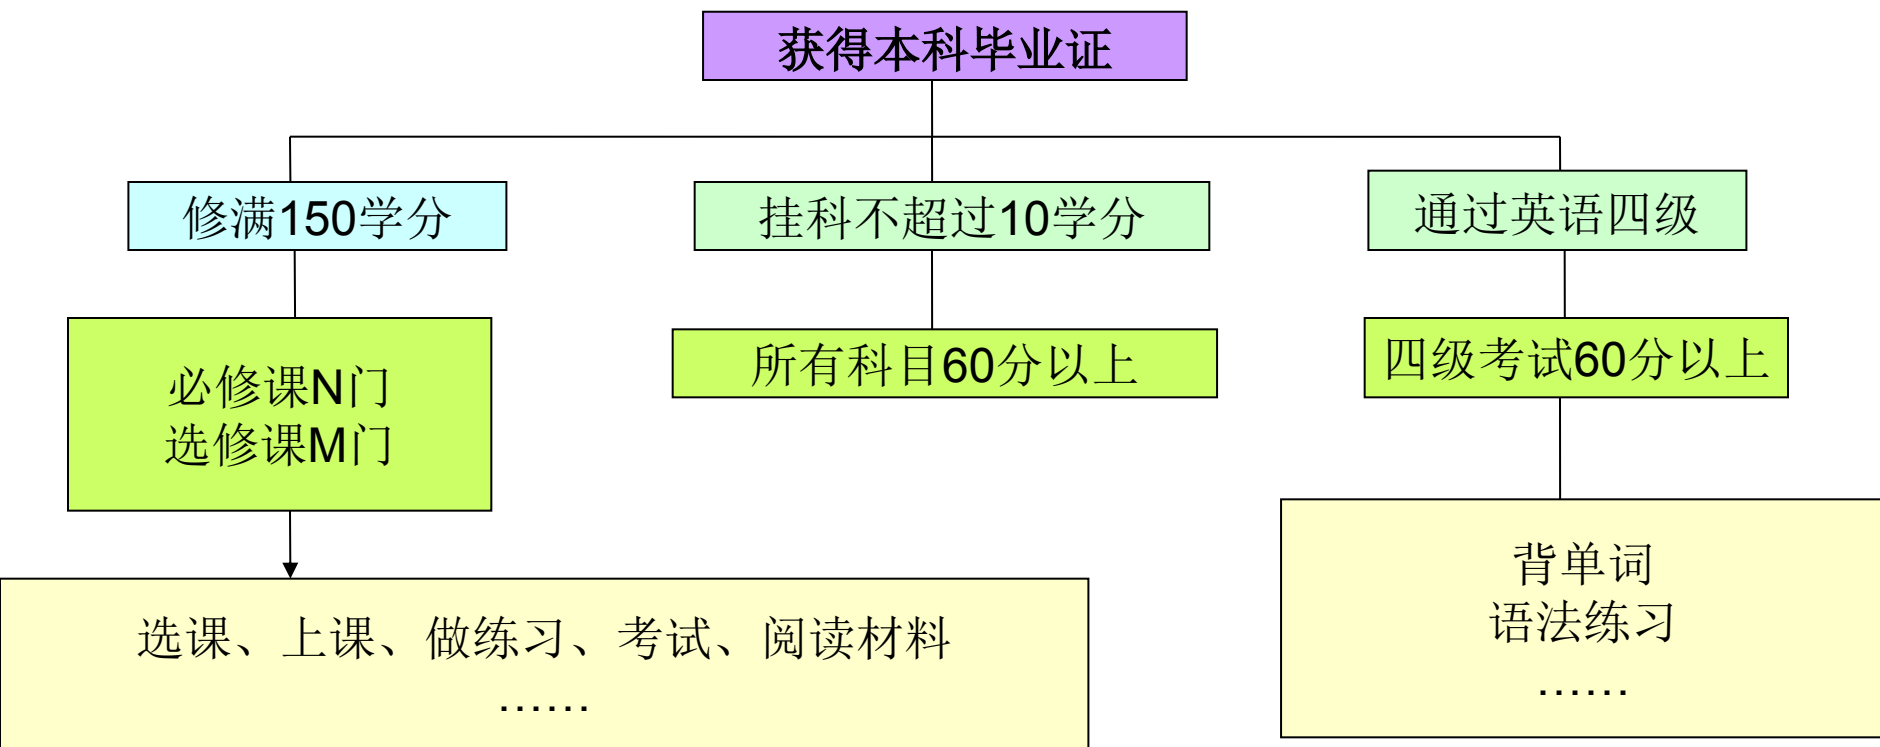 获得本科毕业证
修满150学分
挂科不超过10学分
通过英语四级
必修课N门
选修课M门
所有科目60分以上
四级考试60分以上
选课、上课、做练习、考试、阅读材料
……
背单词
语法练习
……